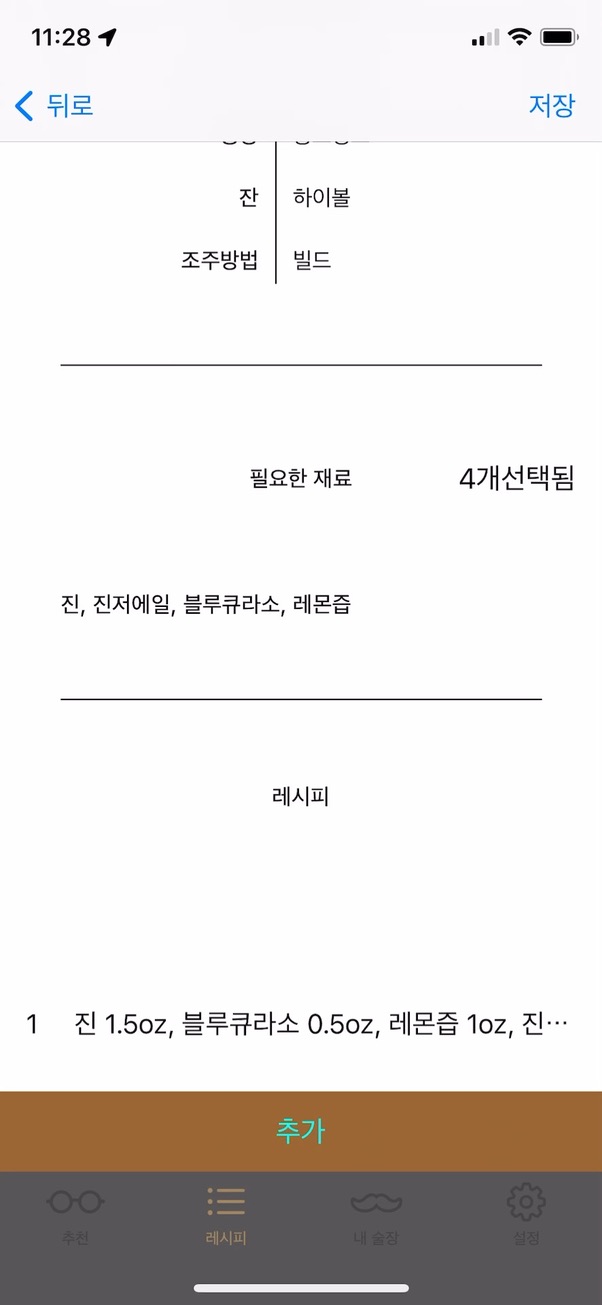 11:28
뒤로 저장
잔 하이볼
조주방법 빌드
필요한 재료 4개선택됨
진, 진저에일, 블루큐라소, 레몬즙
레시피
1 진 1.5oz, 블루큐라소 0.5oz, 레몬즙 1oz, 진…
추가
추천 레시피 내 술장 설정